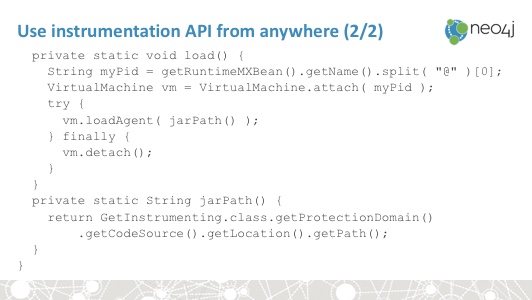 Use instrumentation API from anywhere (2/2)
neo4j
private static void load() {
String myPid = getRuntimeMXBean().getName().split( "@" )[0];
VirtualMachine vm = VirtualMachine.attach( myPid );
try {
vm.loadAgent( jarPath() );
} finally {
vm.detach();
}
}
private static String jarPath() {
return GetInstrumenting.class.getProtectionDomain()
.getCodeSource().getLocation().getPath();
}
}